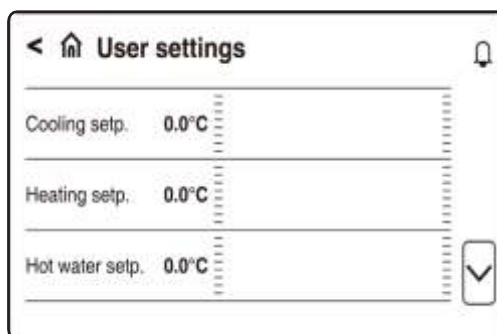 < User settings
Cooling setp. 0.0°C
Heating setp. 0.0°C
Hot water setp. 0.0°C